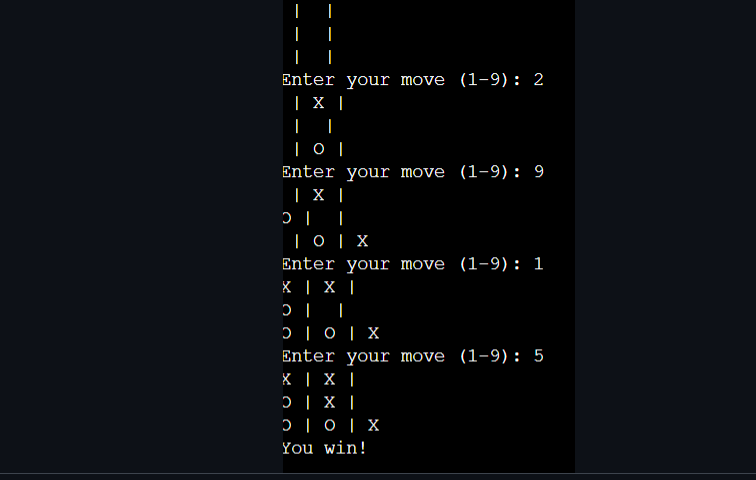 |  |
|  |
|  |
Enter your move (1-9): 2
 | X |
 |  |
 | O |
Enter your move (1-9): 9
 | X |
O |  |
 | O | X
Enter your move (1-9): 1
X | X |
O |  |
O | O | X
Enter your move (1-9): 5
X | X |
O | X |
O | O | X
You win!